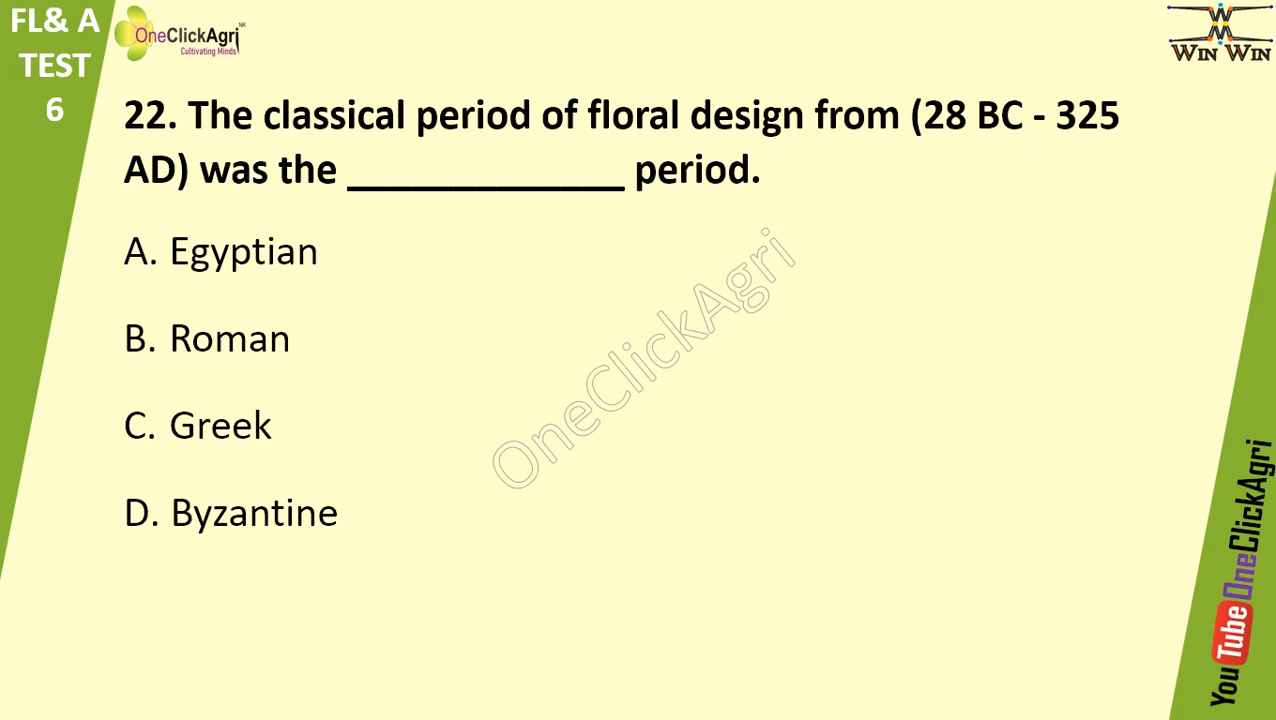 FL& A
TEST
6
OneClickAgri NK
Cultivating Minds
WIN WIN
22. The classical period of floral design from (28 BC - 325
AD) was the _____________ period.
A. Egyptian
B. Roman
C. Greek
D. Byzantine
OneClickAgri
YouTube OneClickAgri